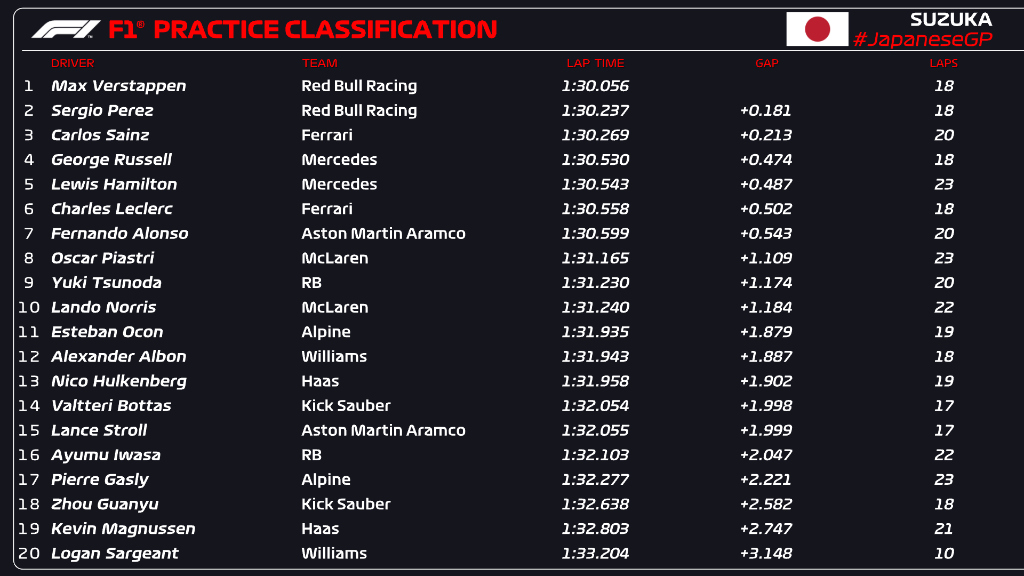 F1® PRACTICE CLASSIFICATION
SUZUKA
#JapaneseGP
DRIVER TEAM LAP TIME GAP LAPS
1 Max Verstappen Red Bull Racing 1:30.056 18
2 Sergio Perez Red Bull Racing 1:30.237 +0.181 18
3 Carlos Sainz Ferrari 1:30.269 +0.213 20
4 George Russell Mercedes 1:30.530 +0.474 18
5 Lewis Hamilton Mercedes 1:30.543 +0.487 23
6 Charles Leclerc Ferrari 1:30.558 +0.502 18
7 Fernando Alonso Aston Martin Aramco 1:30.599 +0.543 20
8 Oscar Piastri McLaren 1:31.165 +1.109 23
9 Yuki Tsunoda RB 1:31.230 +1.174 20
10 Lando Norris McLaren 1:31.240 +1.184 22
11 Esteban Ocon Alpine 1:31.935 +1.879 19
12 Alexander Albon Williams 1:31.943 +1.887 18
13 Nico Hulkenberg Haas 1:31.958 +1.902 19
14 Valtteri Bottas Kick Sauber 1:32.054 +1.998 17
15 Lance Stroll Aston Martin Aramco 1:32.055 +1.999 17
16 Ayumu Iwasa RB 1:32.103 +2.047 22
17 Pierre Gasly Alpine 1:32.277 +2.221 23
18 Zhou Guanyu Kick Sauber 1:32.638 +2.582 18
19 Kevin Magnussen Haas 1:32.803 +2.747 21
20 Logan Sargeant Williams 1:33.204 +3.148 10